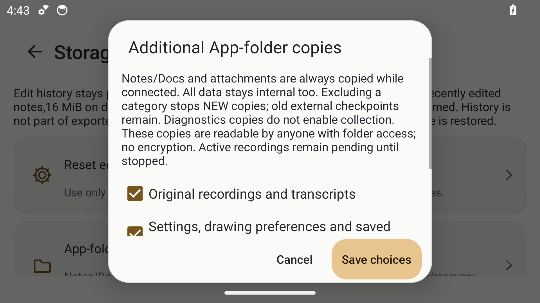 4:43
Storag
Additional App-folder copies
Edit history stays
ecently edited
notes,16 MiB on d
med. History is
not part of exporte
e is restored.
Notes/Docs and attachments are always copied while
connected. All data stays internal too. Excluding a
category stops NEW copies; old external checkpoints
remain. Diagnostics copies do not enable collection.
These copies are readable by anyone with folder access;
no encryption. Active recordings remain pending until
stopped.
Reset e
Use only
es.
Original recordings and transcripts
Settings, drawing preferences and saved
App-fol
Cancel
Save choices